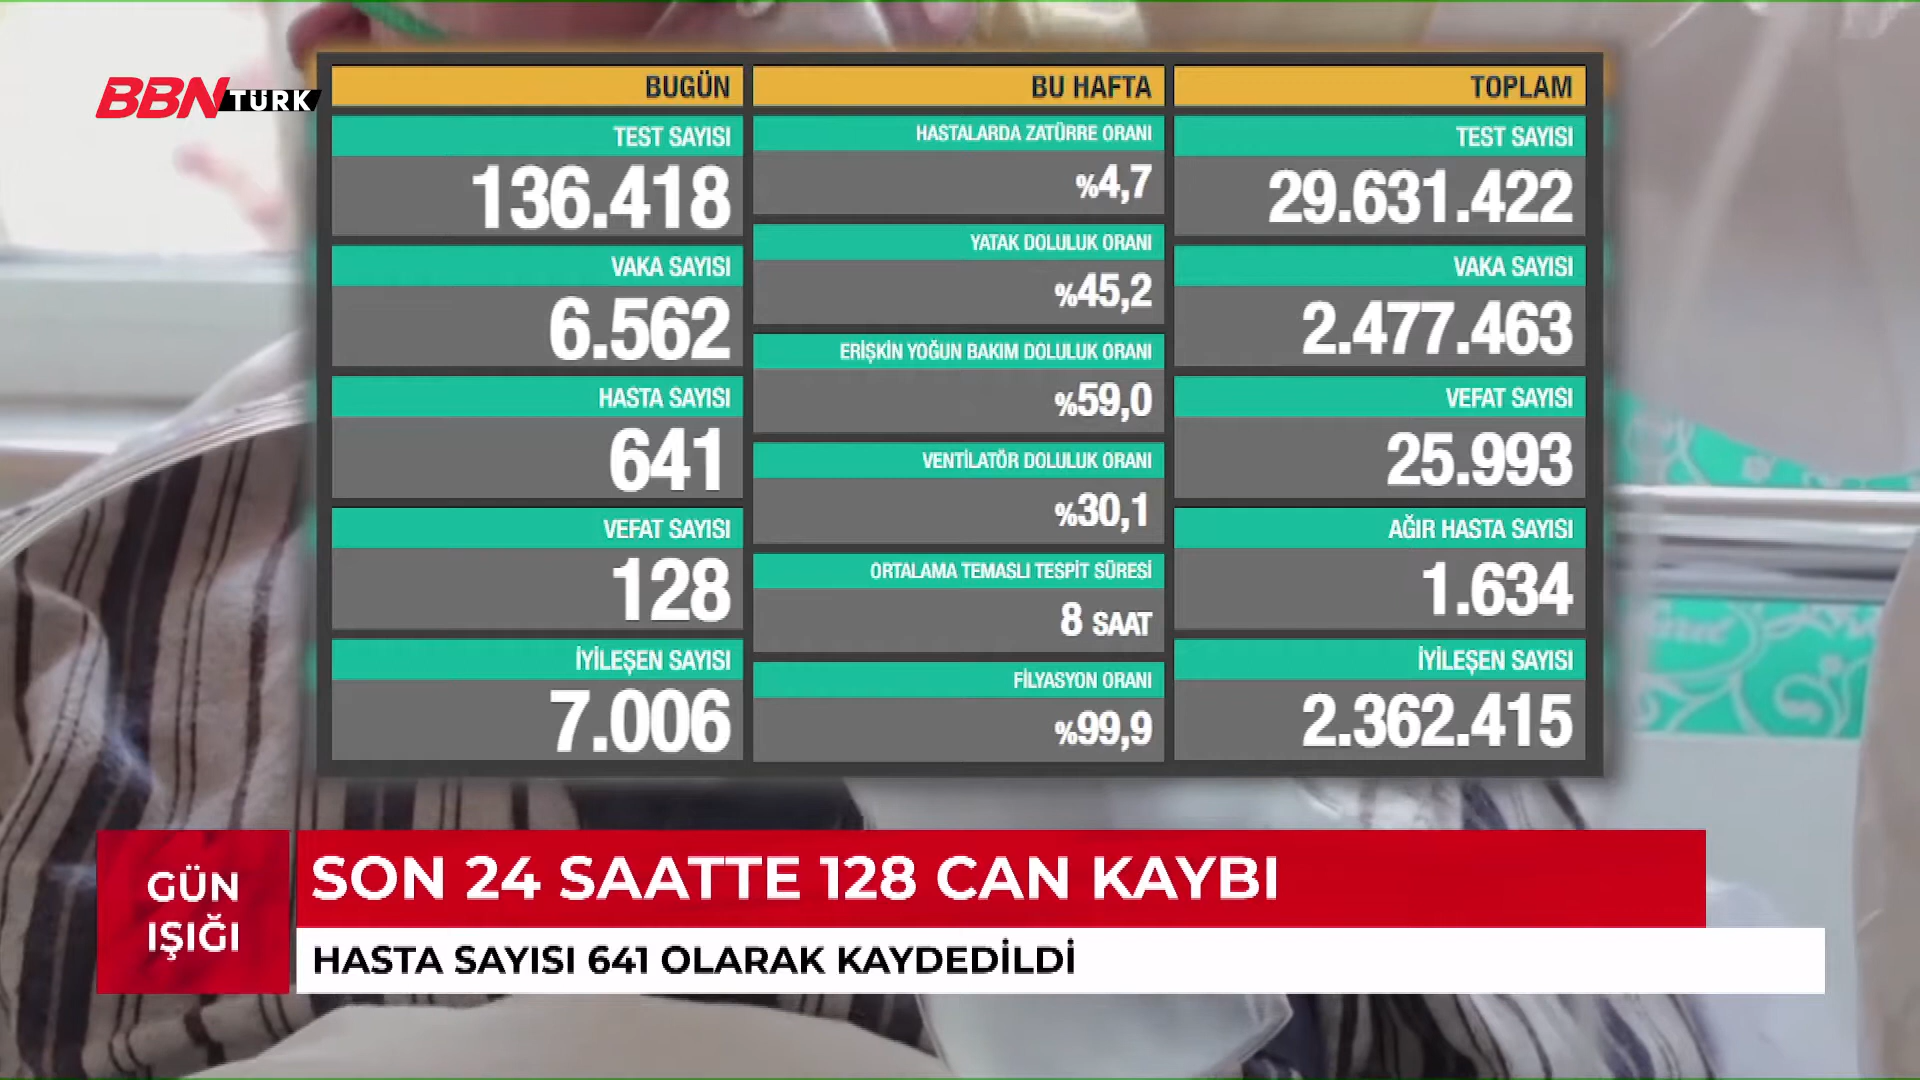 BBN TÜRK
BUGÜN
TEST SAYISI
136.418
VAKA SAYISI
6.562
HASTA SAYISI
641
VEFAT SAYISI
128
İYİLEŞEN SAYISI
7.006
BU HAFTA
HASTALARDA ZATÜRRE ORANI
%4,7
YATAK DOLULUK ORANI
%45,2
ERİŞKİN YOĞUN BAKIM DOLULUK ORANI
%59,0
VENTİLATÖR DOLULUK ORANI
%30,1
ORTALAMA TEMASLI TESPİT SÜRESİ
8 SAAT
FİLYASYON ORANI
%99,9
TOPLAM
TEST SAYISI
29.631.422
VAKA SAYISI
2.477.463
VEFAT SAYISI
25.993
AĞIR HASTA SAYISI
1.634
İYİLEŞEN SAYISI
2.362.415
GÜN
IŞIĞI
SON 24 SAATTE 128 CAN KAYBI
HASTA SAYISI 641 OLARAK KAYDEDİLDİ